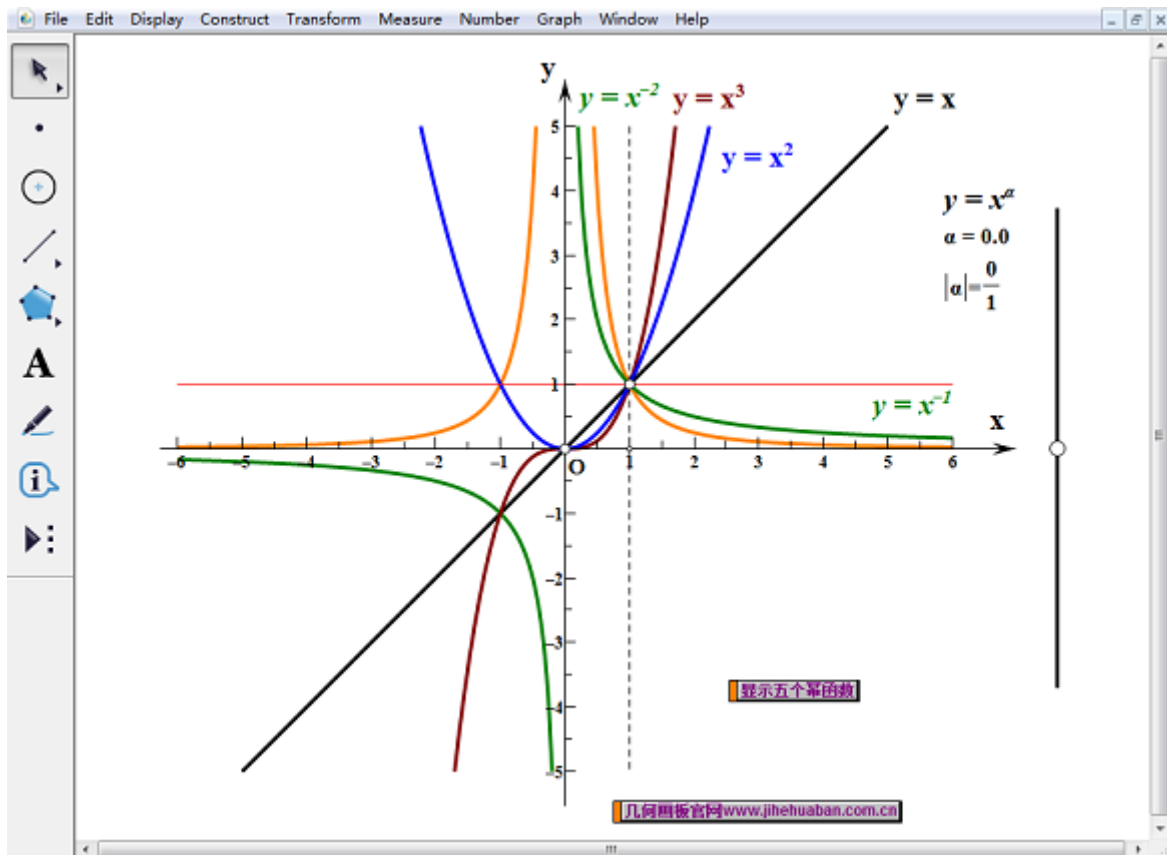 File Edit Display Construct Transform Measure Number Graph Window Help
y
y = x⁻² y = x³ y = x
y = x²
5
4
3
2
1
y = x^α
α = 0.0
|α|=0/1
y = x⁻¹
x
−6 −5 −4 −3 −2 −1 O 1 2 3 4 5 6
−1
−2
−3
−4
−5
A
显示五个幂函数
几何画板官网www.jihehuaban.com.cn